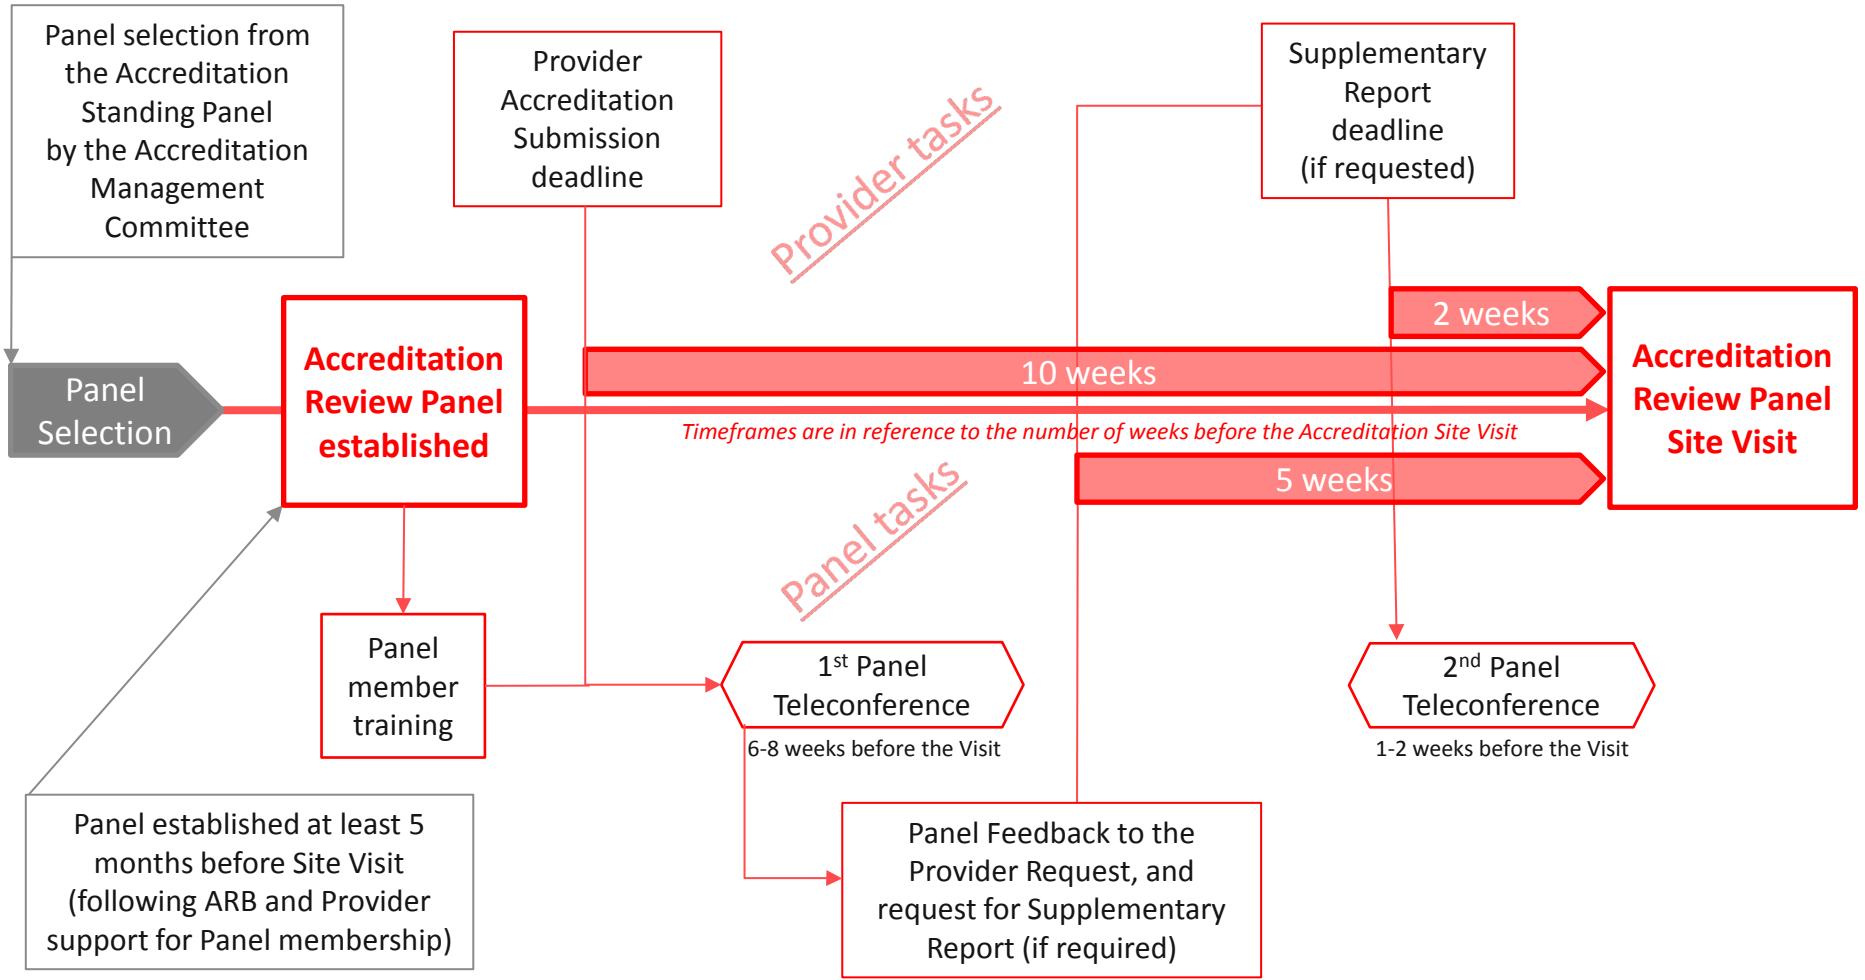 Panel selection from
the Accreditation
Standing Panel
by the Accreditation
Management
Committee
Provider
Accreditation
Submission
deadline
Provider tasks
Supplementary
Report
deadline
(if requested)
2 weeks
Panel
Selection
Accreditation
Review Panel
established
10 weeks
Timeframes are in reference to the number of weeks before the Accreditation Site Visit
5 weeks
Accreditation
Review Panel
Site Visit
Panel tasks
Panel
member
training
1st Panel
Teleconference
6-8 weeks before the Visit
2nd Panel
Teleconference
1-2 weeks before the Visit
Panel established at least 5
months before Site Visit
(following ARB and Provider
support for Panel membership)
Panel Feedback to the
Provider Request, and
request for Supplementary
Report (if required)